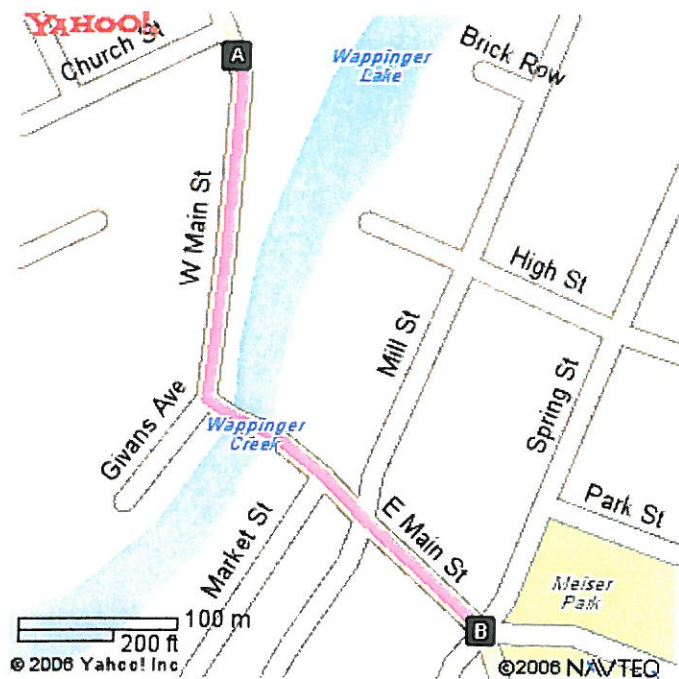 YAHOO!
Church St
A
Wappinger
Lake
Brick Row
W Main St
High St
Mill St
Givans Ave
Wappinger
Creek
Spring St
Market St
E Main St
Park St
Meiser
Park
B
100 m
200 ft
© 2006 Yahoo! Inc
©2006 NAVTEQ